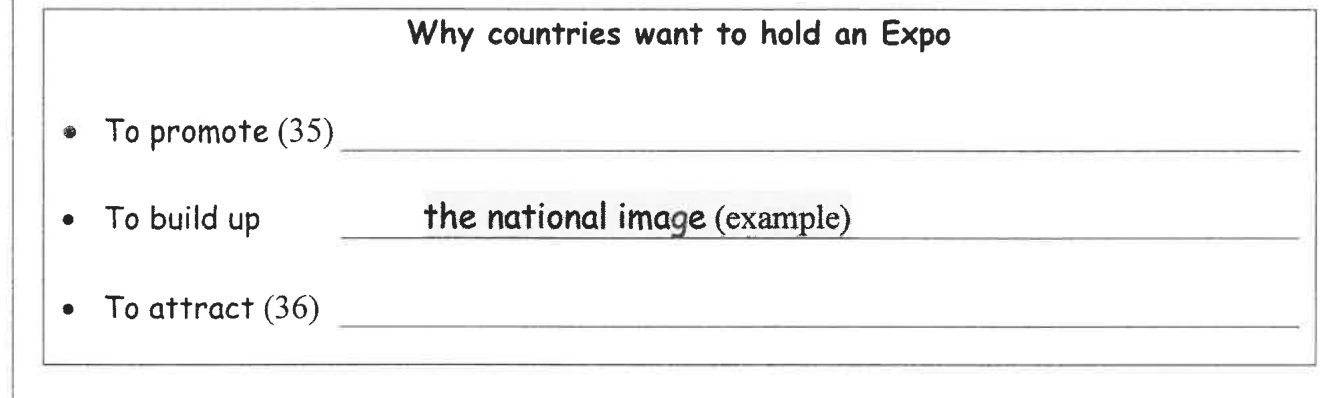 Why countries want to hold an Expo
• To promote (35)
• To build up the national image (example)
• To attract (36)